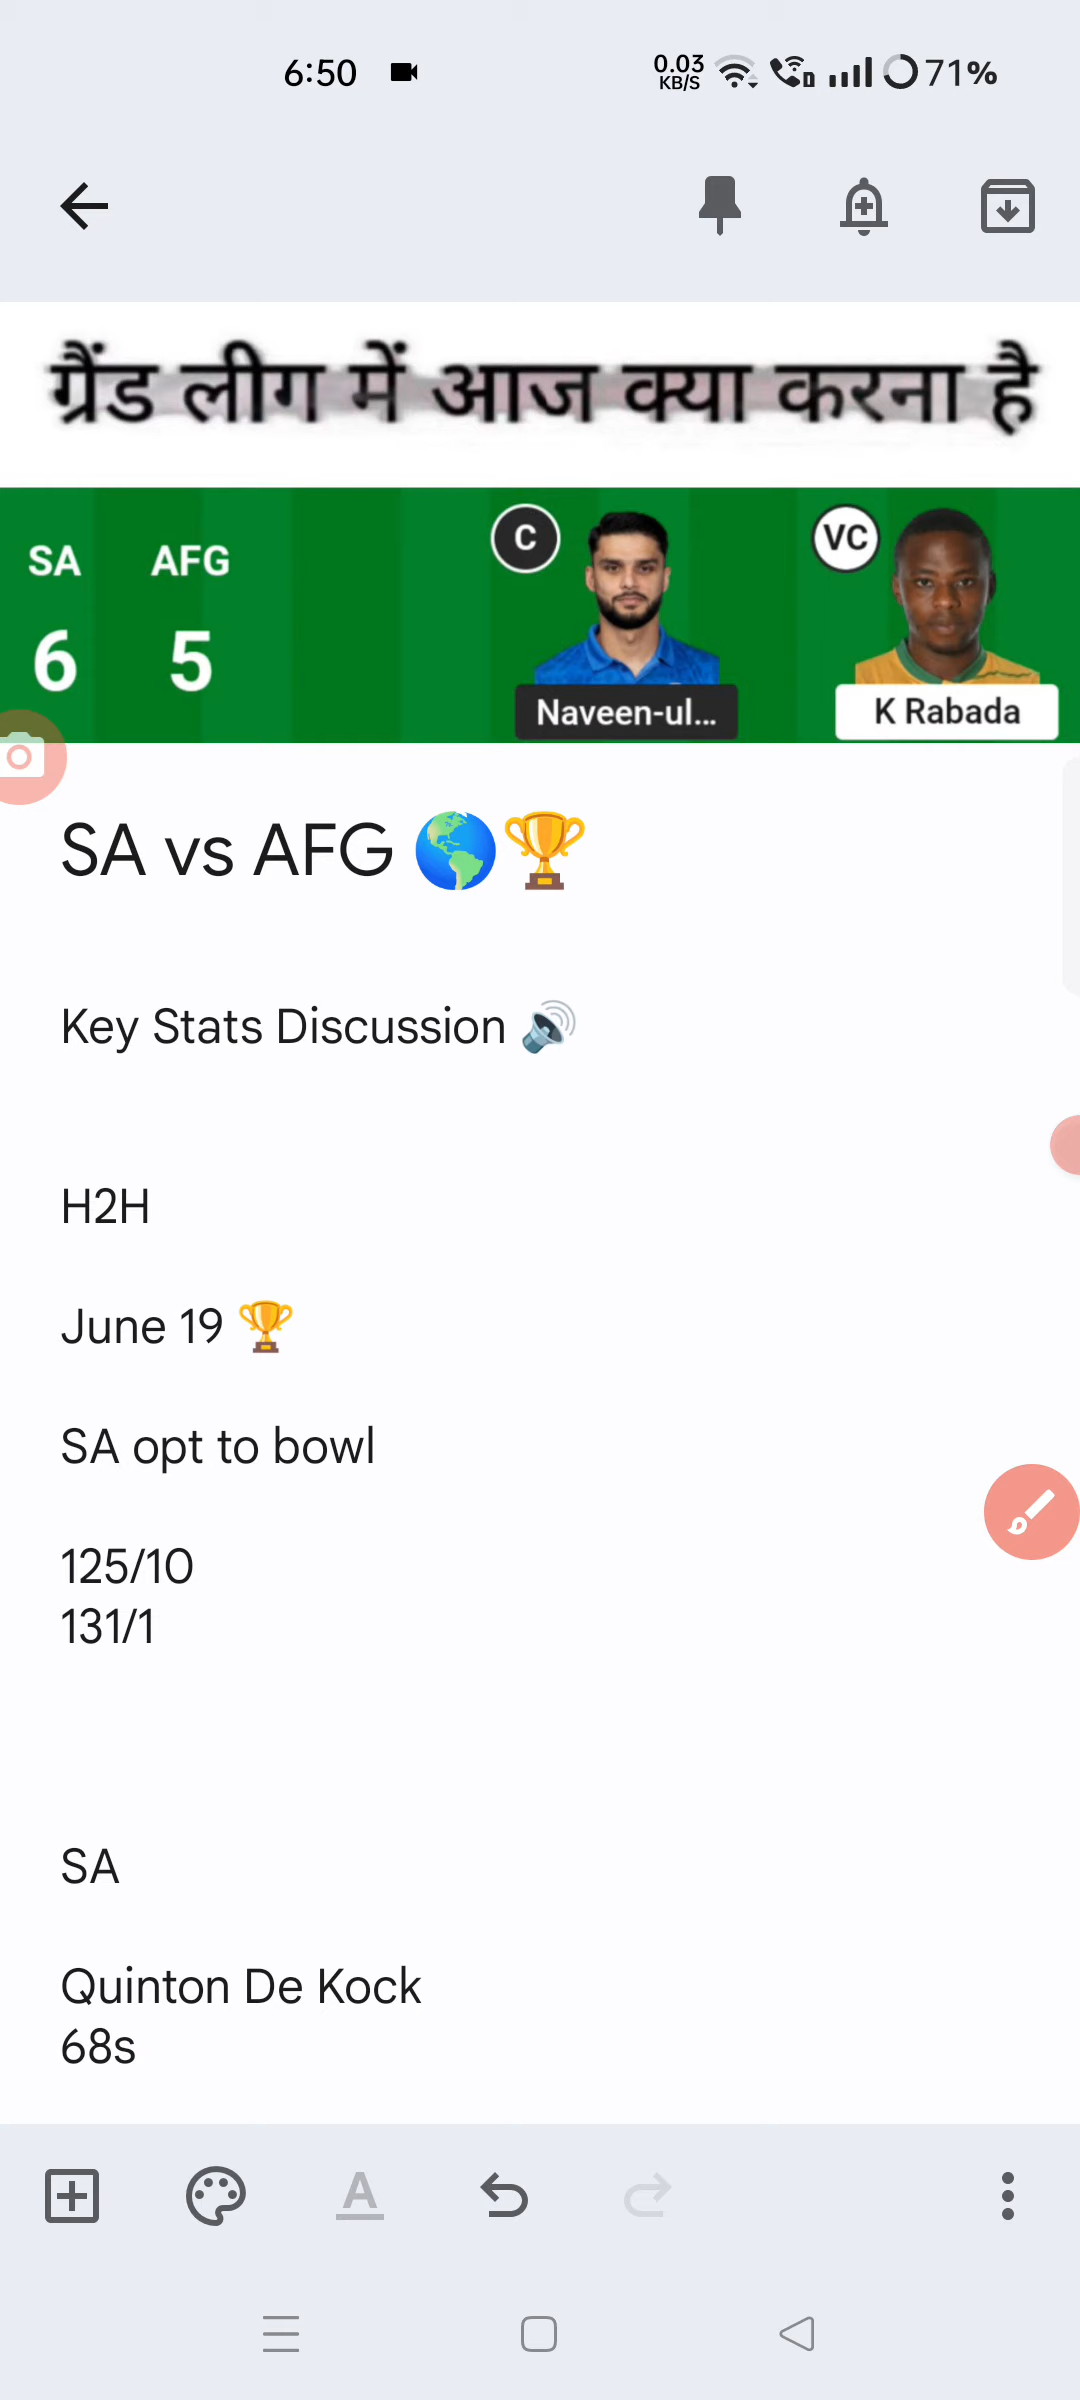 6:50
0.03
KB/S
71%
ग्रैंड लीग में आज क्या करना है
SA AFG
6 5
C
VC
Naveen-ul...
K Rabada
SA vs AFG 🌎🏆
Key Stats Discussion 🔊
H2H
June 19 🏆
SA opt to bowl
125/10
131/1
SA
Quinton De Kock
68s
A